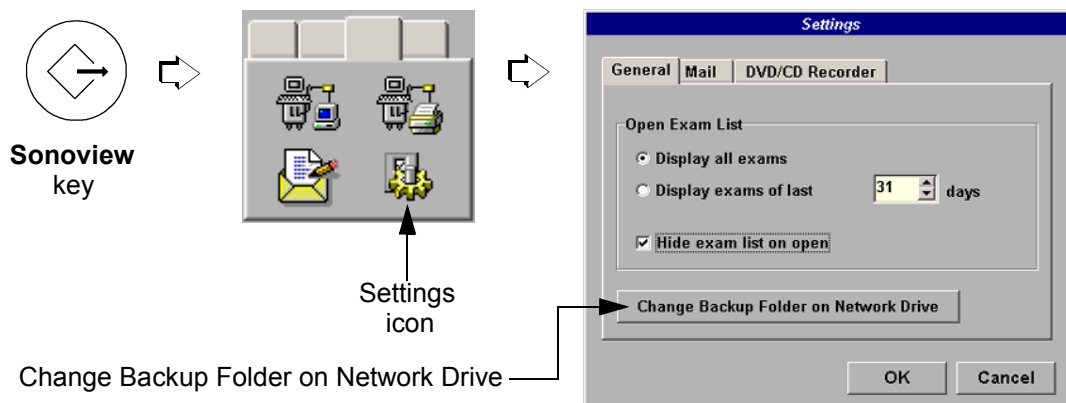 Sonoview
key
Settings
icon
Change Backup Folder on Network Drive
Settings
General Mail DVD/CD Recorder
Open Exam List
Display all exams
Display exams of last 31 days
Hide exam list on open
Change Backup Folder on Network Drive
OK Cancel